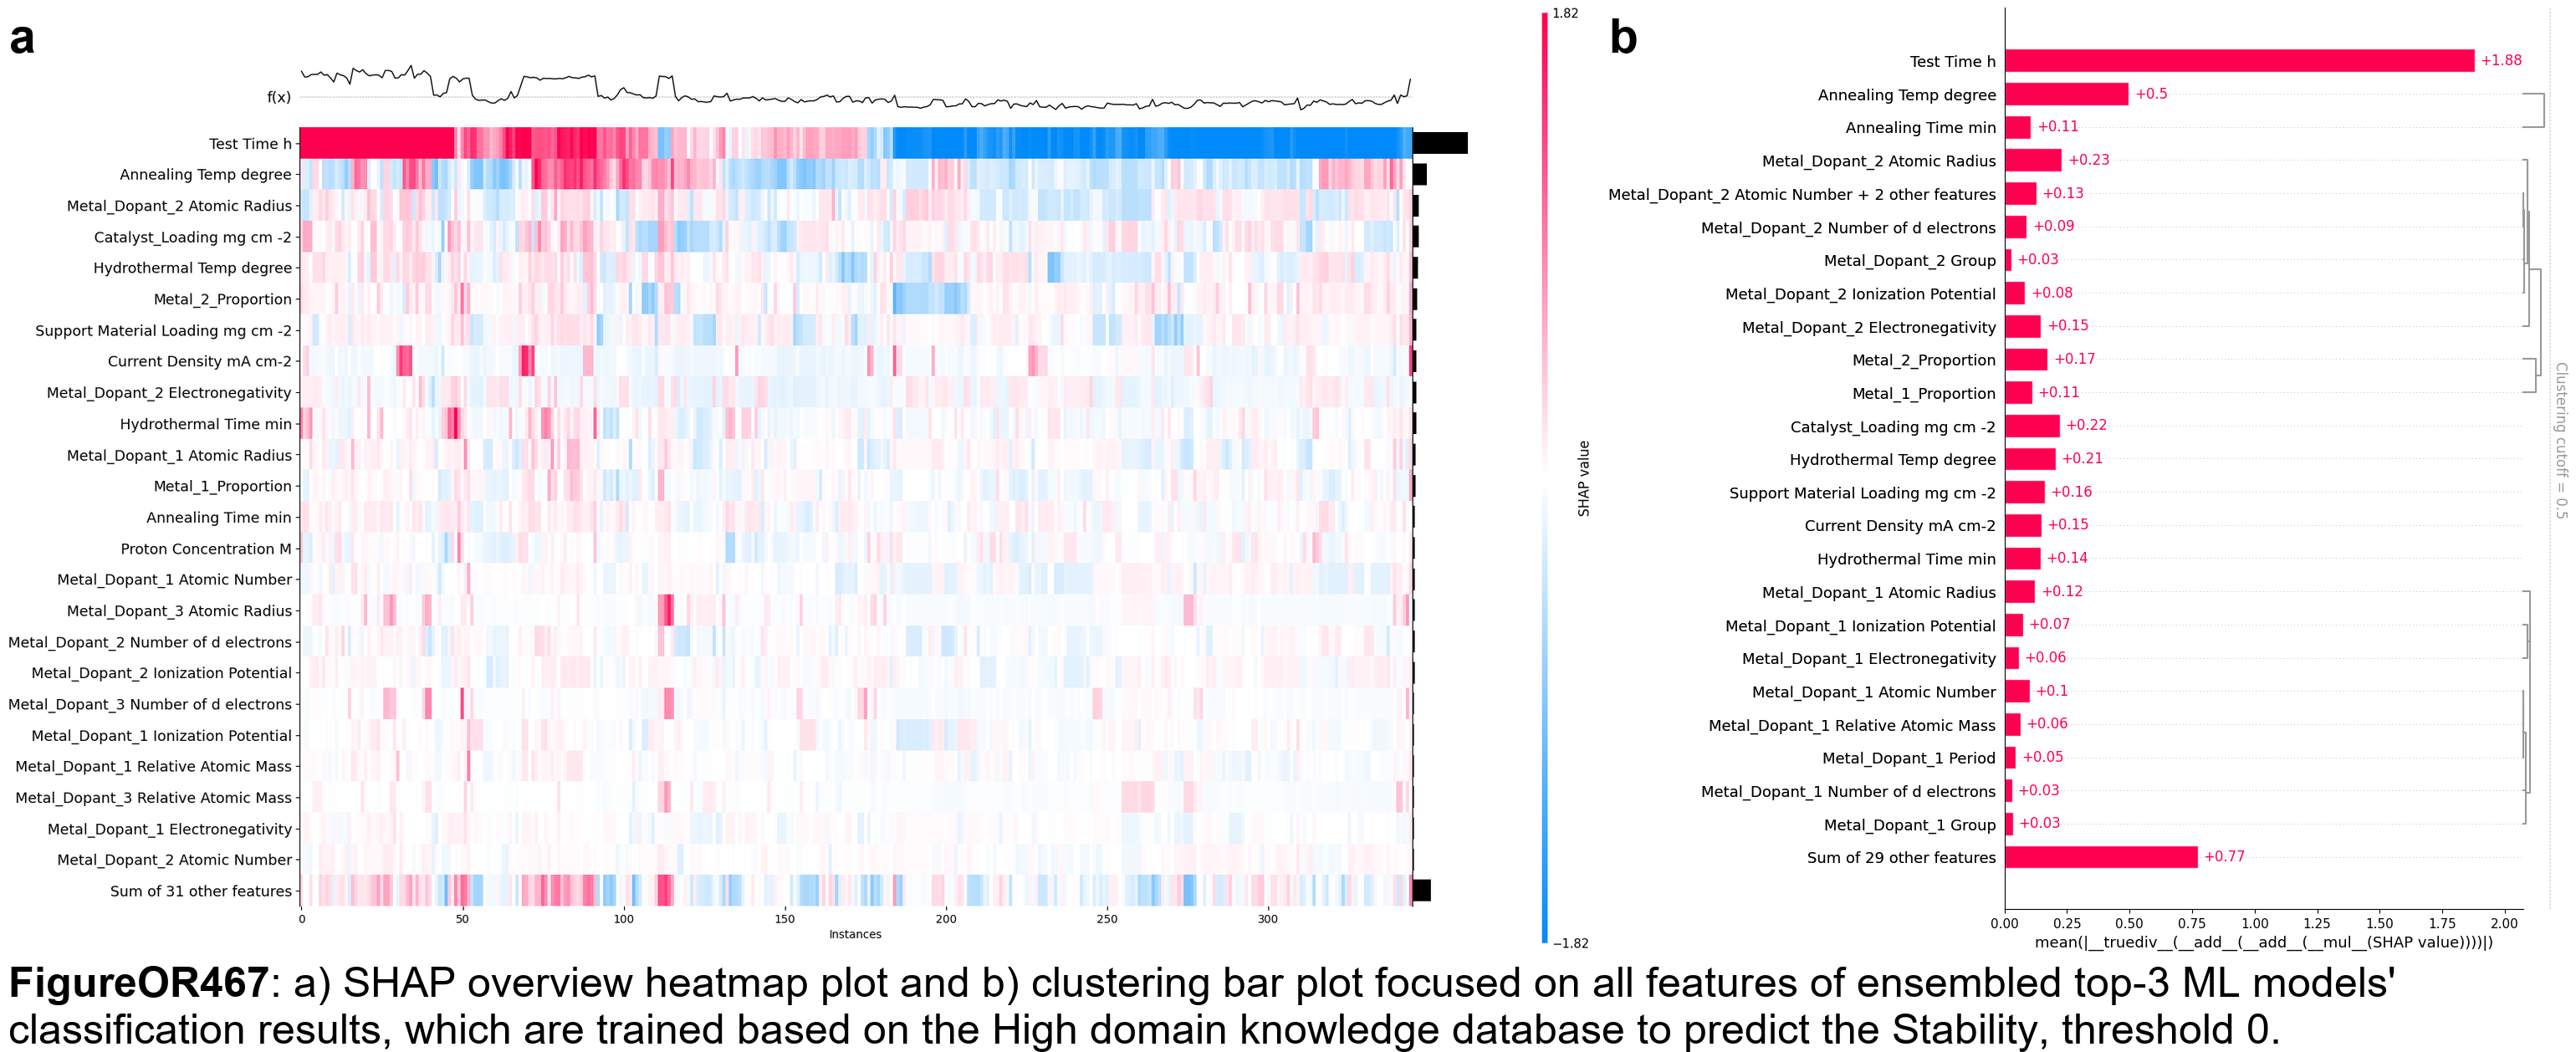 a
f(x)
Test Time h
Annealing Temp degree
Metal_Dopant_2 Atomic Radius
Catalyst_Loading mg cm -2
Hydrothermal Temp degree
Metal_2_Proportion
Support Material Loading mg cm -2
Current Density mA cm-2
Metal_Dopant_2 Electronegativity
Hydrothermal Time min
Metal_Dopant_1 Atomic Radius
Metal_1_Proportion
Annealing Time min
Proton Concentration M
Metal_Dopant_1 Atomic Number
Metal_Dopant_3 Atomic Radius
Metal_Dopant_2 Number of d electrons
Metal_Dopant_2 Ionization Potential
Metal_Dopant_3 Number of d electrons
Metal_Dopant_1 Ionization Potential
Metal_Dopant_1 Relative Atomic Mass
Metal_Dopant_3 Relative Atomic Mass
Metal_Dopant_1 Electronegativity
Metal_Dopant_2 Atomic Number
Sum of 31 other features
0 50 100 150 200 250 300
Instances
1.82
SHAP value
−1.82
b
Test Time h +1.88
Annealing Temp degree +0.5
Annealing Time min +0.11
Metal_Dopant_2 Atomic Radius +0.23
Metal_Dopant_2 Atomic Number + 2 other features +0.13
Metal_Dopant_2 Number of d electrons +0.09
Metal_Dopant_2 Group +0.03
Metal_Dopant_2 Ionization Potential +0.08
Metal_Dopant_2 Electronegativity +0.15
Metal_2_Proportion +0.17
Metal_1_Proportion +0.11
Catalyst_Loading mg cm -2 +0.22
Hydrothermal Temp degree +0.21
Support Material Loading mg cm -2 +0.16
Current Density mA cm-2 +0.15
Hydrothermal Time min +0.14
Metal_Dopant_1 Atomic Radius +0.12
Metal_Dopant_1 Ionization Potential +0.07
Metal_Dopant_1 Electronegativity +0.06
Metal_Dopant_1 Atomic Number +0.1
Metal_Dopant_1 Relative Atomic Mass +0.06
Metal_Dopant_1 Period +0.05
Metal_Dopant_1 Number of d electrons +0.03
Metal_Dopant_1 Group +0.03
Sum of 29 other features +0.77
0.00 0.25 0.50 0.75 1.00 1.25 1.50 1.75 2.00
mean(|__truediv__(__add__(__add__(__mul__(SHAP value))))|)
Clustering cutoff = 0.5
FigureOR467: a) SHAP overview heatmap plot and b) clustering bar plot focused on all features of ensembled top-3 ML models'
classification results, which are trained based on the High domain knowledge database to predict the Stability, threshold 0.